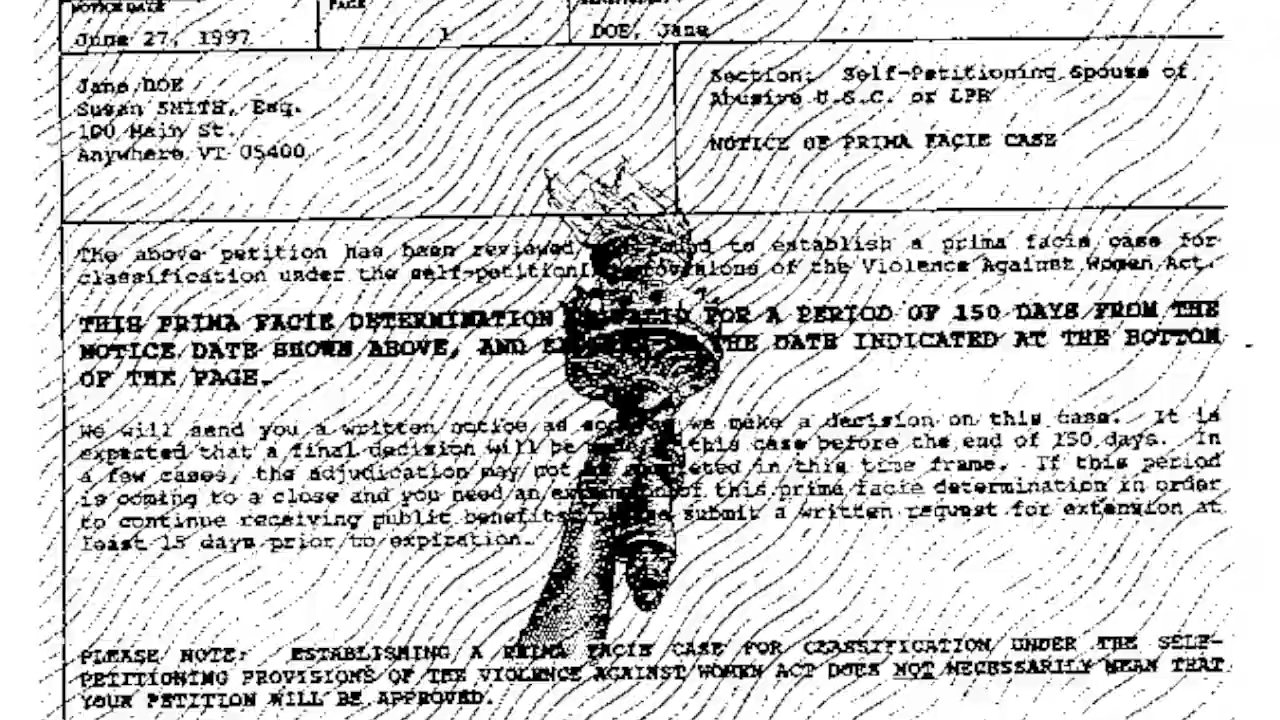 NOTICE DATE
June 27, 1997
PAGE
1
DOE, Jane
Jane DOE
Susan SMITH, Esq.
100 Main St.
Anywhere, VT 05400
Section: Self-Petitioning Spouse of
Abusive U.S.C. or LPR
NOTICE OF PRIMA FACIE CASE
The above petition has been reviewed and found to establish a prima facie case for
classification under the self-petitioning provisions of the Violence Against Women Act.
THIS PRIMA FACIE DETERMINATION IS VALID FOR A PERIOD OF 150 DAYS FROM THE
NOTICE DATE SHOWN ABOVE, AND THE DATE INDICATED AT THE BOTTOM
OF THE PAGE.
We will send you a written notice as soon as we make a decision on this case. It is
expected that a final decision will be made this case before the end of 150 days. In
a few cases, the adjudication may not be completed in this time frame. If this period
is coming to a close and you need an extension of this prima facie determination in order
to continue receiving public benefits, please submit a written request for extension at
least 15 days prior to expiration.
PLEASE NOTE: ESTABLISHING A PRIMA FACIE CASE FOR CLASSIFICATION UNDER THE SELF-
PETITIONING PROVISIONS OF THE VIOLENCE AGAINST WOMEN ACT DOES NOT NECESSARILY MEAN THAT
YOUR PETITION WILL BE APPROVED.